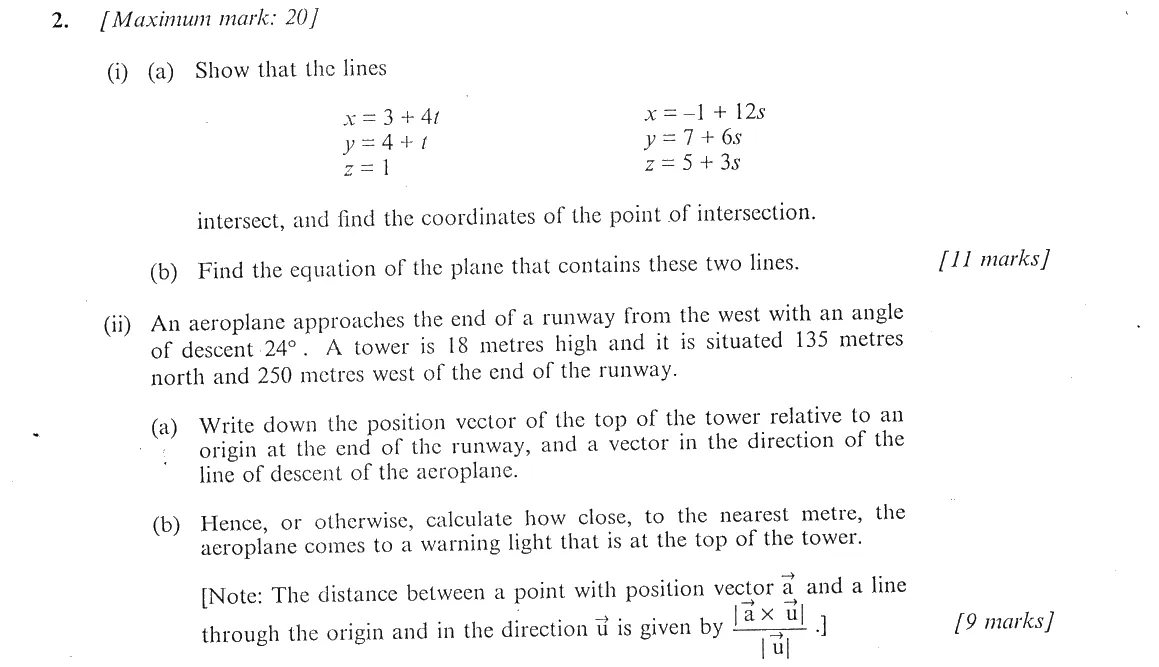 2. [Maximum mark: 20]
(i) (a) Show that the lines
x = 3 + 4t x = –1 + 12s
y = 4 + t y = 7 + 6s
z = 1 z = 5 + 3s
intersect, and find the coordinates of the point of intersection.
(b) Find the equation of the plane that contains these two lines. [11 marks]
(ii) An aeroplane approaches the end of a runway from the west with an angle
of descent 24°. A tower is 18 metres high and it is situated 135 metres
north and 250 metres west of the end of the runway.
(a) Write down the position vector of the top of the tower relative to an
origin at the end of the runway, and a vector in the direction of the
line of descent of the aeroplane.
(b) Hence, or otherwise, calculate how close, to the nearest metre, the
aeroplane comes to a warning light that is at the top of the tower.
[Note: The distance between a point with position vector a⃗ and a line
through the origin and in the direction u⃗ is given by |a⃗ × u⃗| / |u⃗| .] [9 marks]